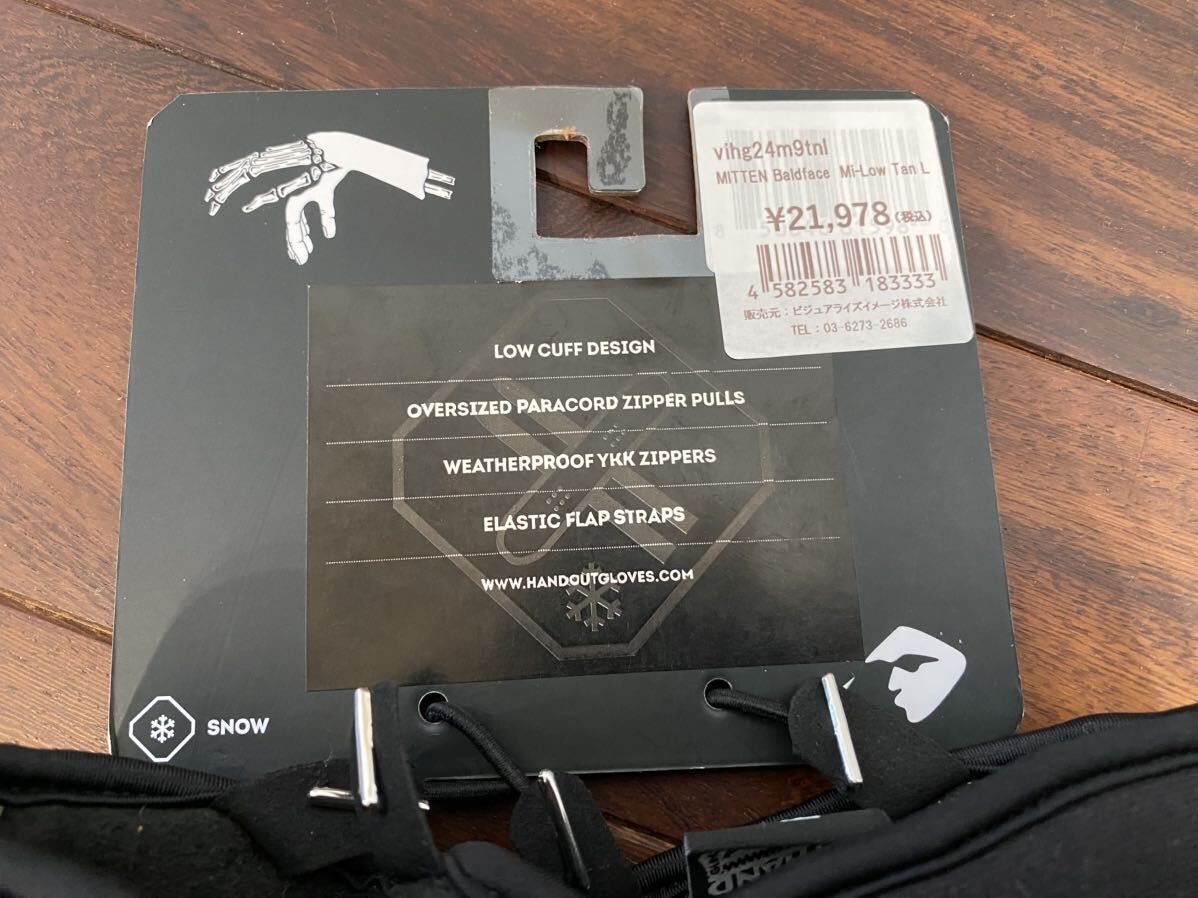 vihg24m9tnl
MITTEN Baldface Mi-Low Tan L
¥21,978(税込)
4 582583 183333
販売元：ビジュアライズイメージ株式会社
TEL：03-6273-2686
LOW CUFF DESIGN
OVERSIZED PARACORD ZIPPER PULLS
WEATHERPROOF YKK ZIPPERS
ELASTIC FLAP STRAPS
WWW.HANDOUTGLOVES.COM
SNOW
HAND